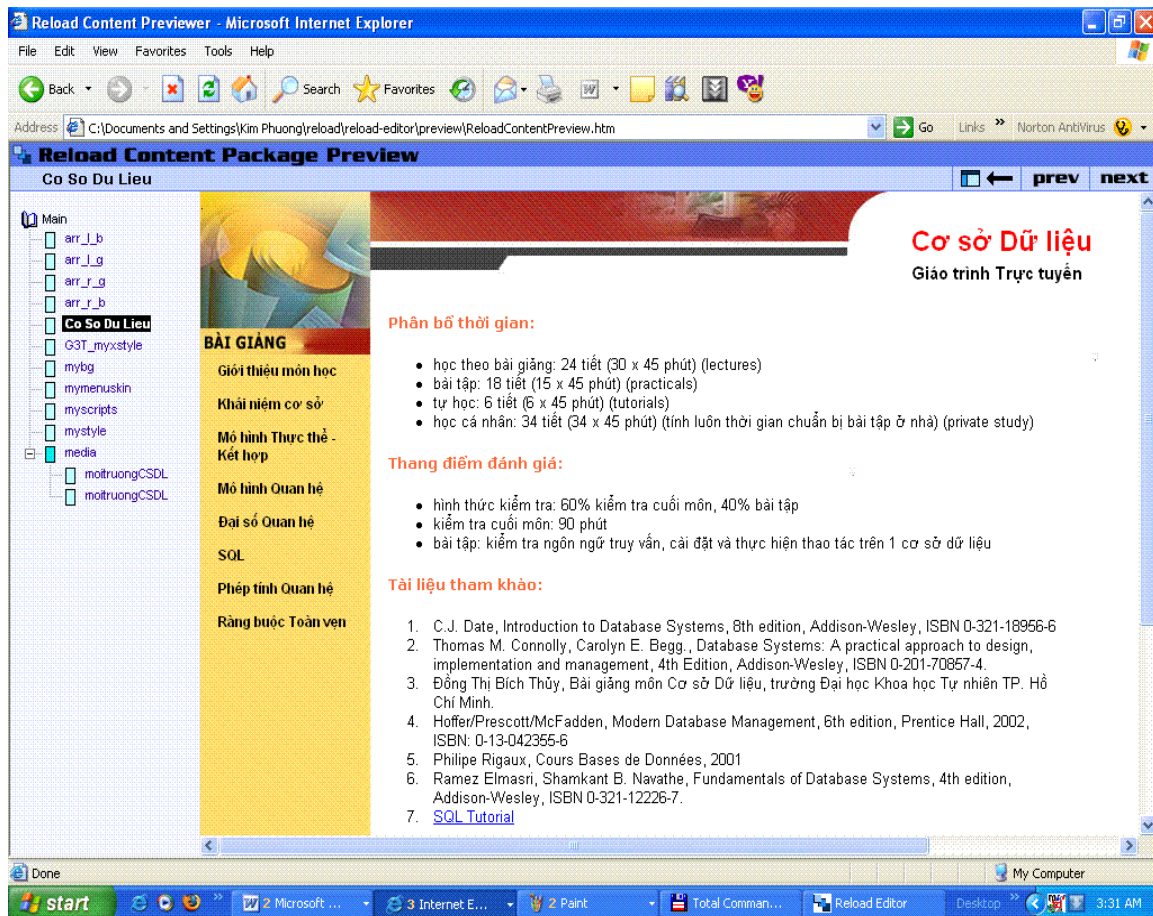 Reload Content Previewer - Microsoft Internet Explorer
File Edit View Favorites Tools Help
Back Search Favorites
Address C:\Documents and Settings\Kim Phuong\reload\reload-editor\preview\ReloadContentPreview.htm Go Links » Norton AntiVirus
Reload Content Package Preview
Co So Du Lieu prev next
Main
arr_l_b
arr_l_g
arr_r_g
arr_r_b
Co So Du Lieu
G3T_myxstyle
mybg
mymenuskin
myscripts
mystyle
media
moitruongCSDL
moitruongCSDL
BÀI GIẢNG
Giới thiệu môn học
Khái niệm cơ sở
Mô hình Thực thể -
Kết hợp
Mô hình Quan hệ
Đại số Quan hệ
SQL
Phép tính Quan hệ
Ràng buộc Toàn vẹn
Cơ sở Dữ liệu
Giáo trình Trực tuyến
Phân bổ thời gian:
• học theo bài giảng: 24 tiết (30 x 45 phút) (lectures)
• bài tập: 18 tiết (15 x 45 phút) (practicals)
• tự học: 6 tiết (6 x 45 phút) (tutorials)
• học cá nhân: 34 tiết (34 x 45 phút) (tính luôn thời gian chuẩn bị bài tập ở nhà) (private study)
Thang điểm đánh giá:
• hình thức kiểm tra: 60% kiểm tra cuối môn, 40% bài tập
• kiểm tra cuối môn: 90 phút
• bài tập: kiểm tra ngôn ngữ truy vấn, cài đặt và thực hiện thao tác trên 1 cơ sở dữ liệu
Tài liệu tham khảo:
1. C.J. Date, Introduction to Database Systems, 8th edition, Addison-Wesley, ISBN 0-321-18956-6
2. Thomas M. Connolly, Carolyn E. Begg., Database Systems: A practical approach to design,
implementation and management, 4th Edition, Addison-Wesley, ISBN 0-201-70857-4.
3. Đồng Thị Bích Thủy, Bài giảng môn Cơ sở Dữ liệu, trường Đại học Khoa học Tự nhiên TP. Hồ
Chí Minh.
4. Hoffer/Prescott/McFadden, Modern Database Management, 6th edition, Prentice Hall, 2002,
ISBN: 0-13-042355-6
5. Philipe Rigaux, Cours Bases de Données, 2001
6. Ramez Elmasri, Shamkant B. Navathe, Fundamentals of Database Systems, 4th edition,
Addison-Wesley, ISBN 0-321-12226-7.
7. SQL Tutorial
Done My Computer
start » 2 Microsoft ... 3 Internet E... 2 Paint Total Comman... Reload Editor Desktop » 3:31 AM